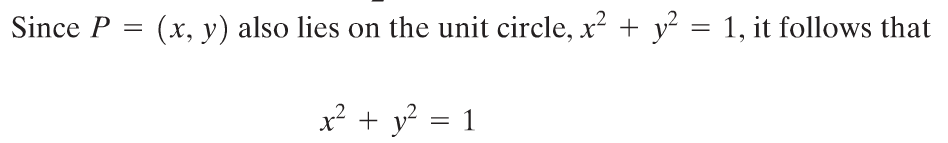 Since P = (x, y) also lies on the unit circle, x² + y² = 1, it follows that
x² + y² = 1